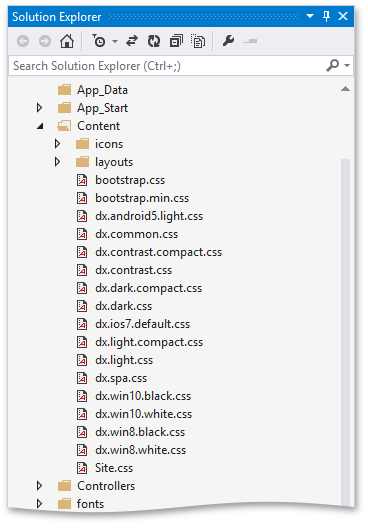 Solution Explorer
Search Solution Explorer (Ctrl+;)
App_Data
App_Start
Content
icons
layouts
bootstrap.css
bootstrap.min.css
dx.android5.light.css
dx.common.css
dx.contrast.compact.css
dx.contrast.css
dx.dark.compact.css
dx.dark.css
dx.ios7.default.css
dx.light.compact.css
dx.light.css
dx.spa.css
dx.win10.black.css
dx.win10.white.css
dx.win8.black.css
dx.win8.white.css
Site.css
Controllers
fonts